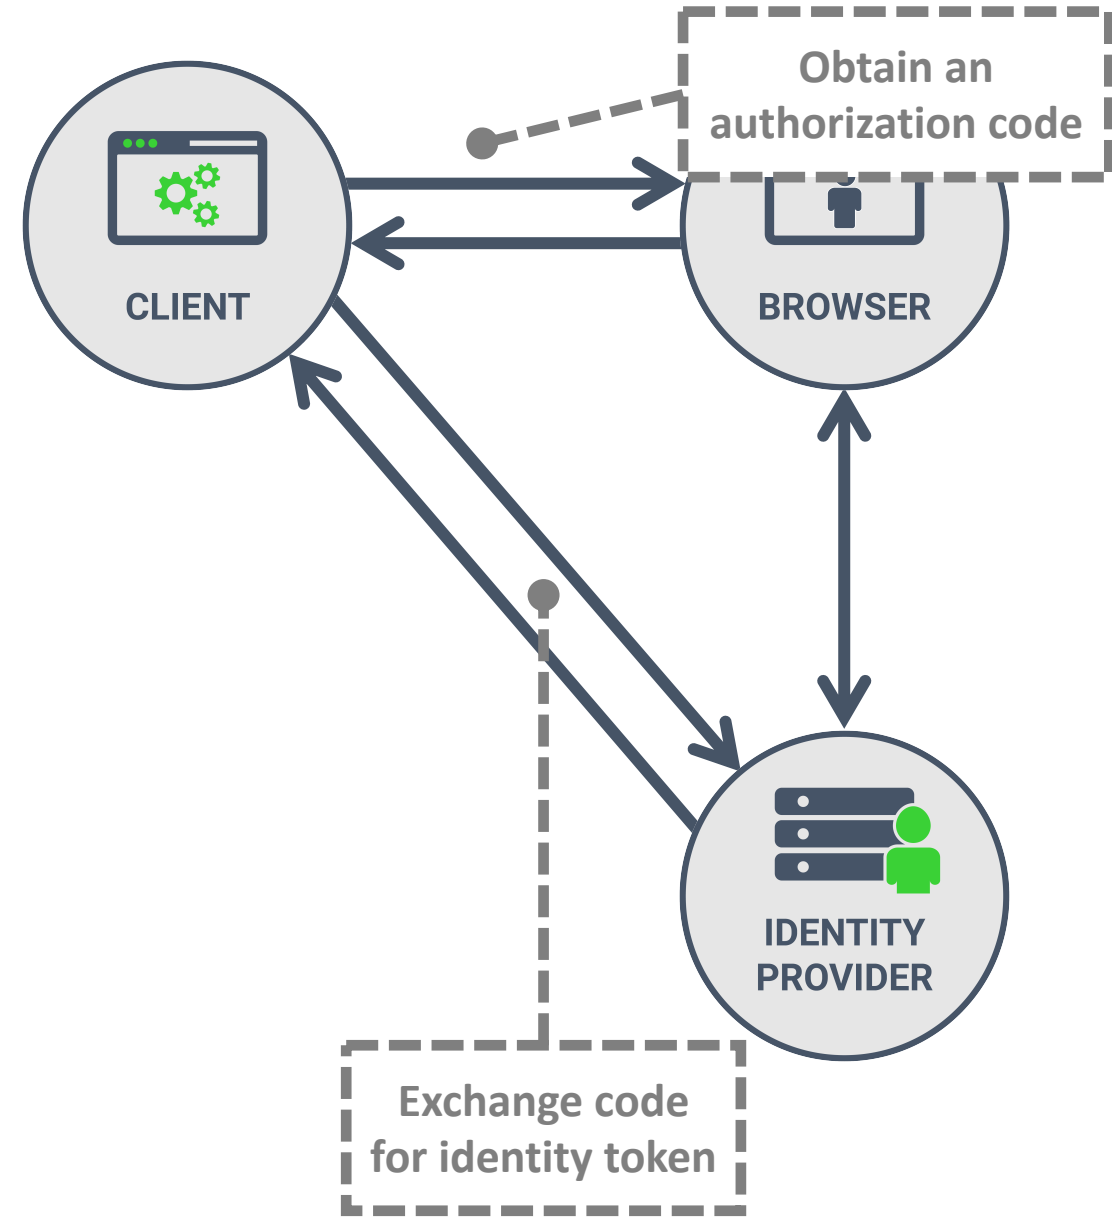 Obtain an
authorization code
CLIENT
BROWSER
IDENTITY
PROVIDER
Exchange code
for identity token